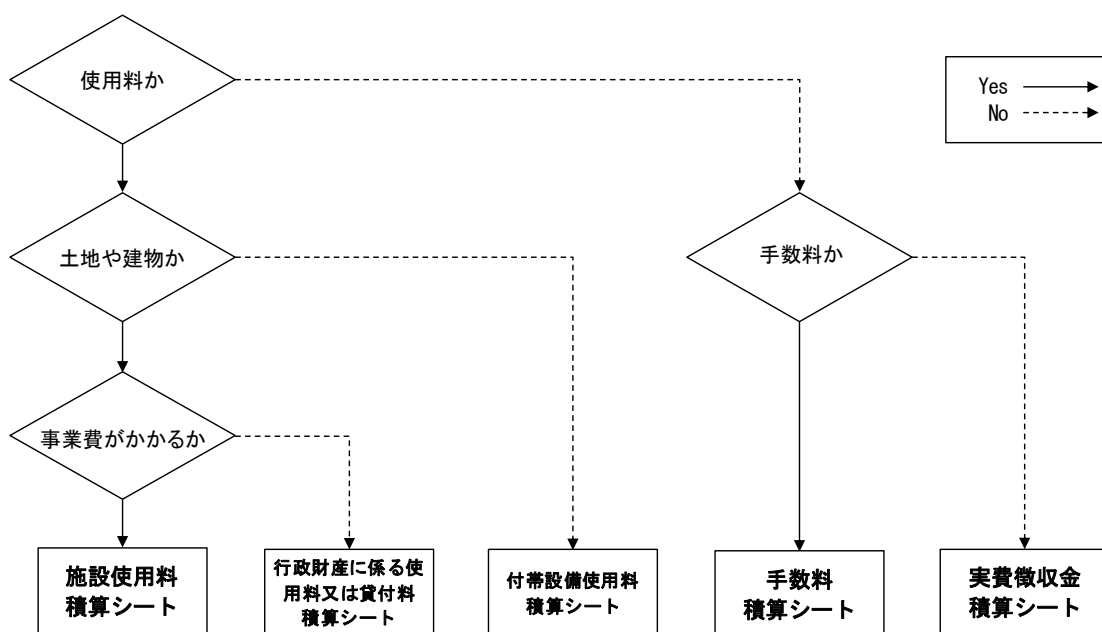 使用料か
Yes
No
土地や建物か
手数料か
事業費がかかるか
施設使用料
積算シート
行政財産に係る使
用料又は貸付料
積算シート
付帯設備使用料
積算シート
手数料
積算シート
実費徴収金
積算シート